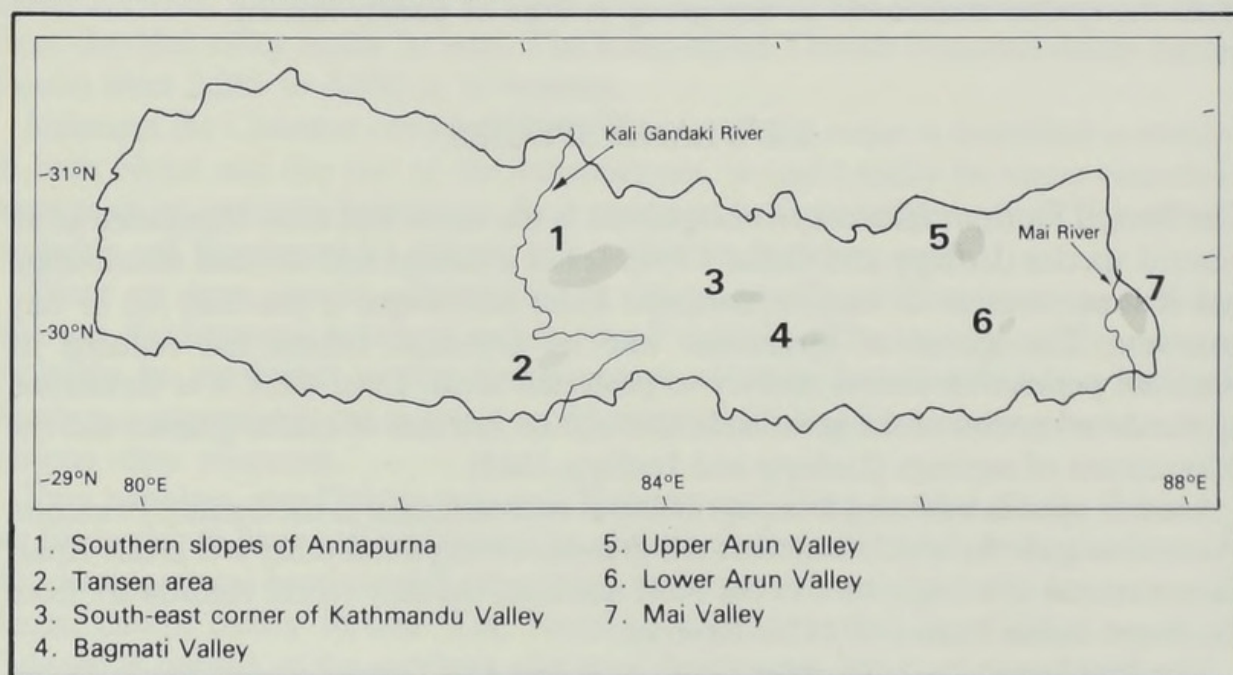 Kali Gandaki River
-31°N
1
5
Mai River
3
7
-30°N
6
4
2
-29°N
80°E
84°E
88°E
1. Southern slopes of Annapurna
2. Tansen area
3. South-east corner of Kathmandu Valley
4. Bagmati Valley
5. Upper Arun Valley
6. Lower Arun Valley
7. Mai Valley